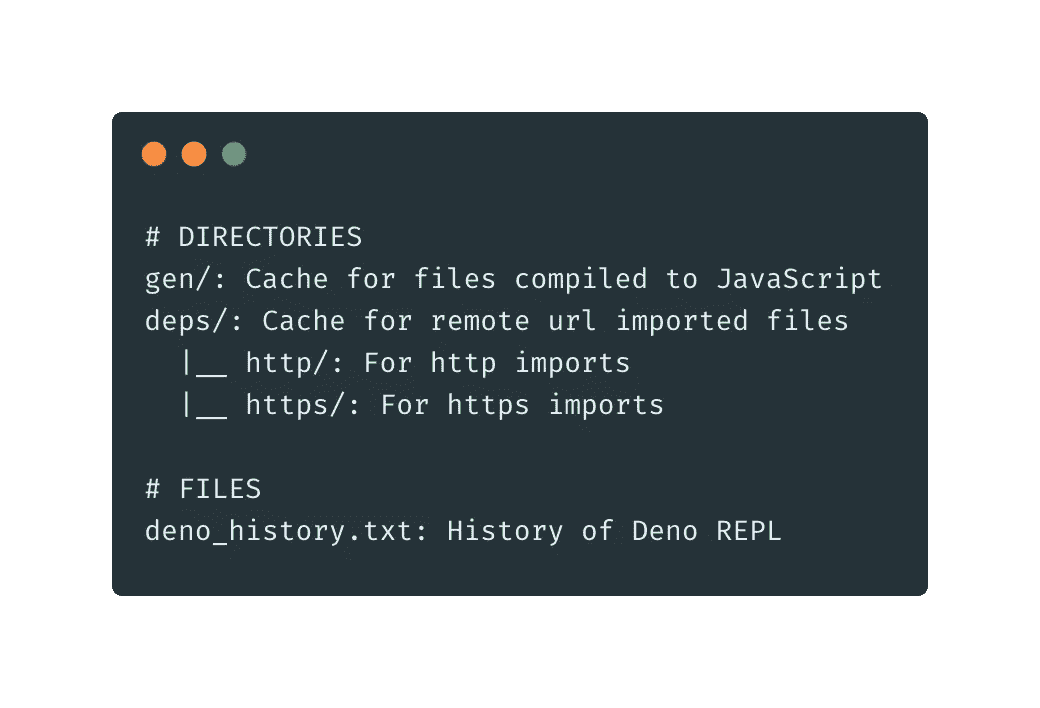 # DIRECTORIES
gen/: Cache for files compiled to JavaScript
deps/: Cache for remote url imported files
  |__ http/: For http imports
  |__ https/: For https imports

# FILES
deno_history.txt: History of Deno REPL